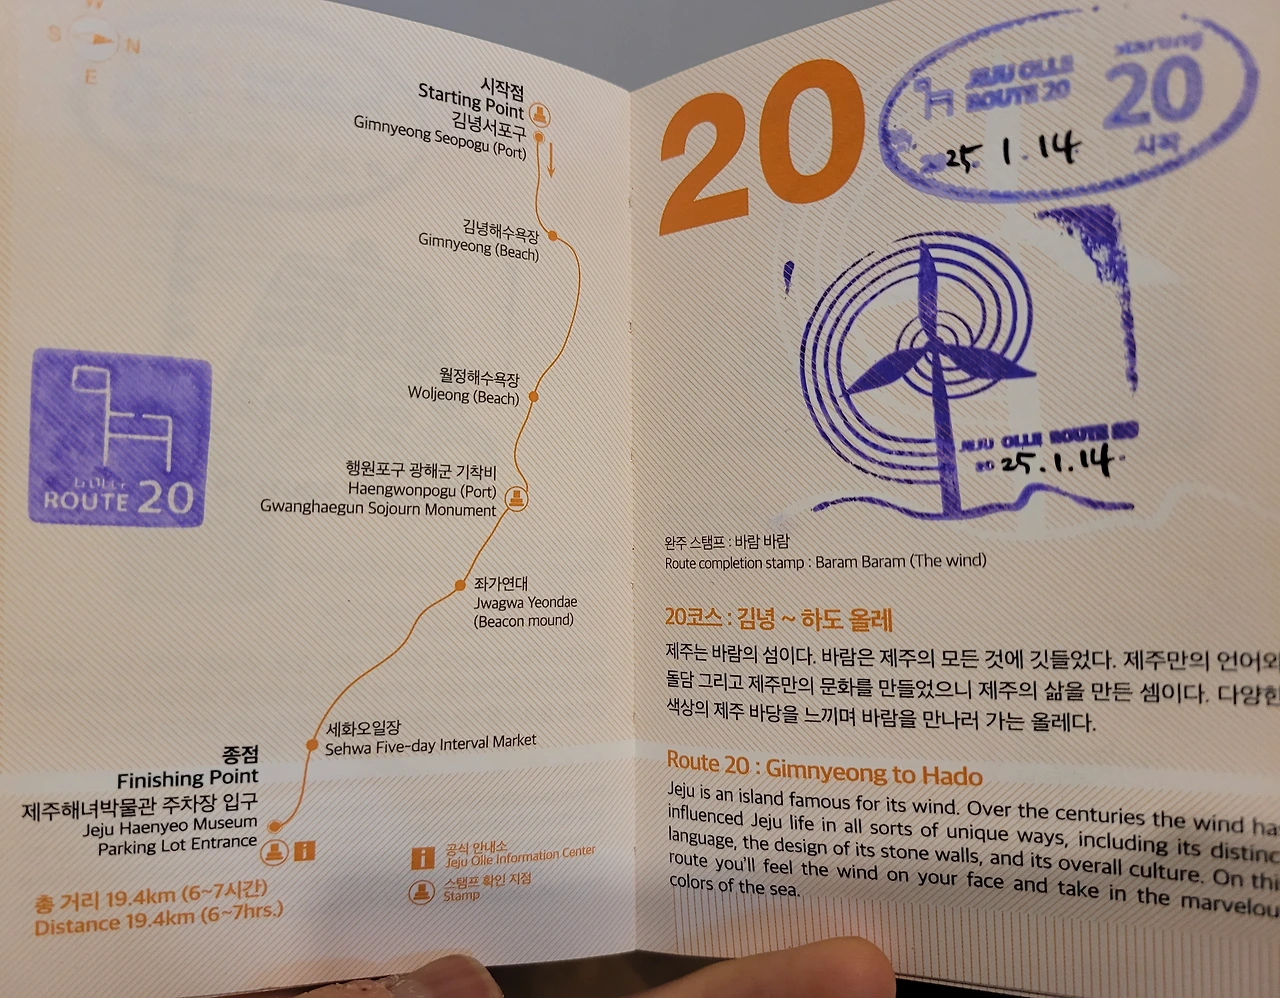 W
S
N
E
시작점
Starting Point
김녕서포구
Gimnyeong Seopogu (Port)
김녕해수욕장
Gimnyeong (Beach)
월정해수욕장
Woljeong (Beach)
행원포구 광해군 기착비
Haengwonpogu (Port)
Gwanghaegun Sojourn Monument
좌가연대
Jwagwa Yeondae
(Beacon mound)
세화오일장
Sehwa Five-day Interval Market
종점
Finishing Point
제주해녀박물관 주차장 입구
Jeju Haenyeo Museum
Parking Lot Entrance
총 거리 19.4km (6~7시간)
Distance 19.4km (6~7hrs.)
공식 안내소
Jeju Olle Information Center
스탬프 확인 지점
Stamp
ROUTE 20
20
JEJU OLLE
ROUTE 20
starting
20
시작
25. 1. 14.
JEJU OLLE ROUTE 20
20 25. 1. 14.
완주 스탬프 : 바람 바람
Route completion stamp : Baram Baram (The wind)
20코스 : 김녕 ~ 하도 올레
제주는 바람의 섬이다. 바람은 제주의 모든 것에 깃들었다. 제주만의 언어와
돌담 그리고 제주만의 문화를 만들었으니 제주의 삶을 만든 셈이다. 다양한
색상의 제주 바당을 느끼며 바람을 만나러 가는 올레다.
Route 20 : Gimnyeong to Hado
Jeju is an island famous for its wind. Over the centuries the wind ha
influenced Jeju life in all sorts of unique ways, including its distinc
language, the design of its stone walls, and its overall culture. On thi
route you'll feel the wind on your face and take in the marvelou
colors of the sea.